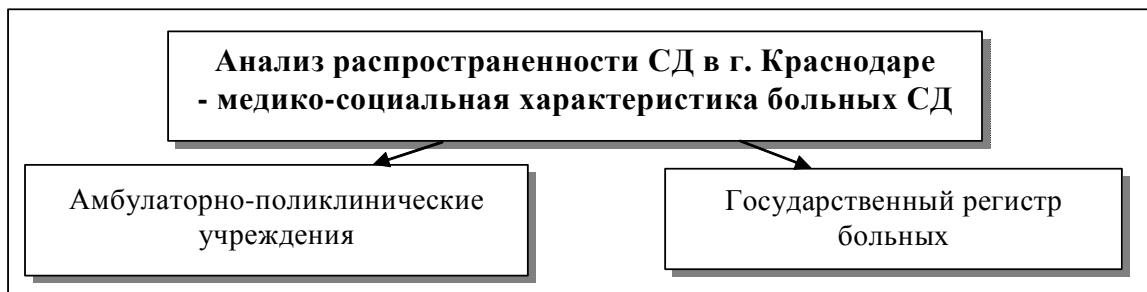 Анализ распространенности СД в г. Краснодаре
- медико-социальная характеристика больных СД
Амбулаторно-поликлинические
учреждения
Государственный регистр
больных